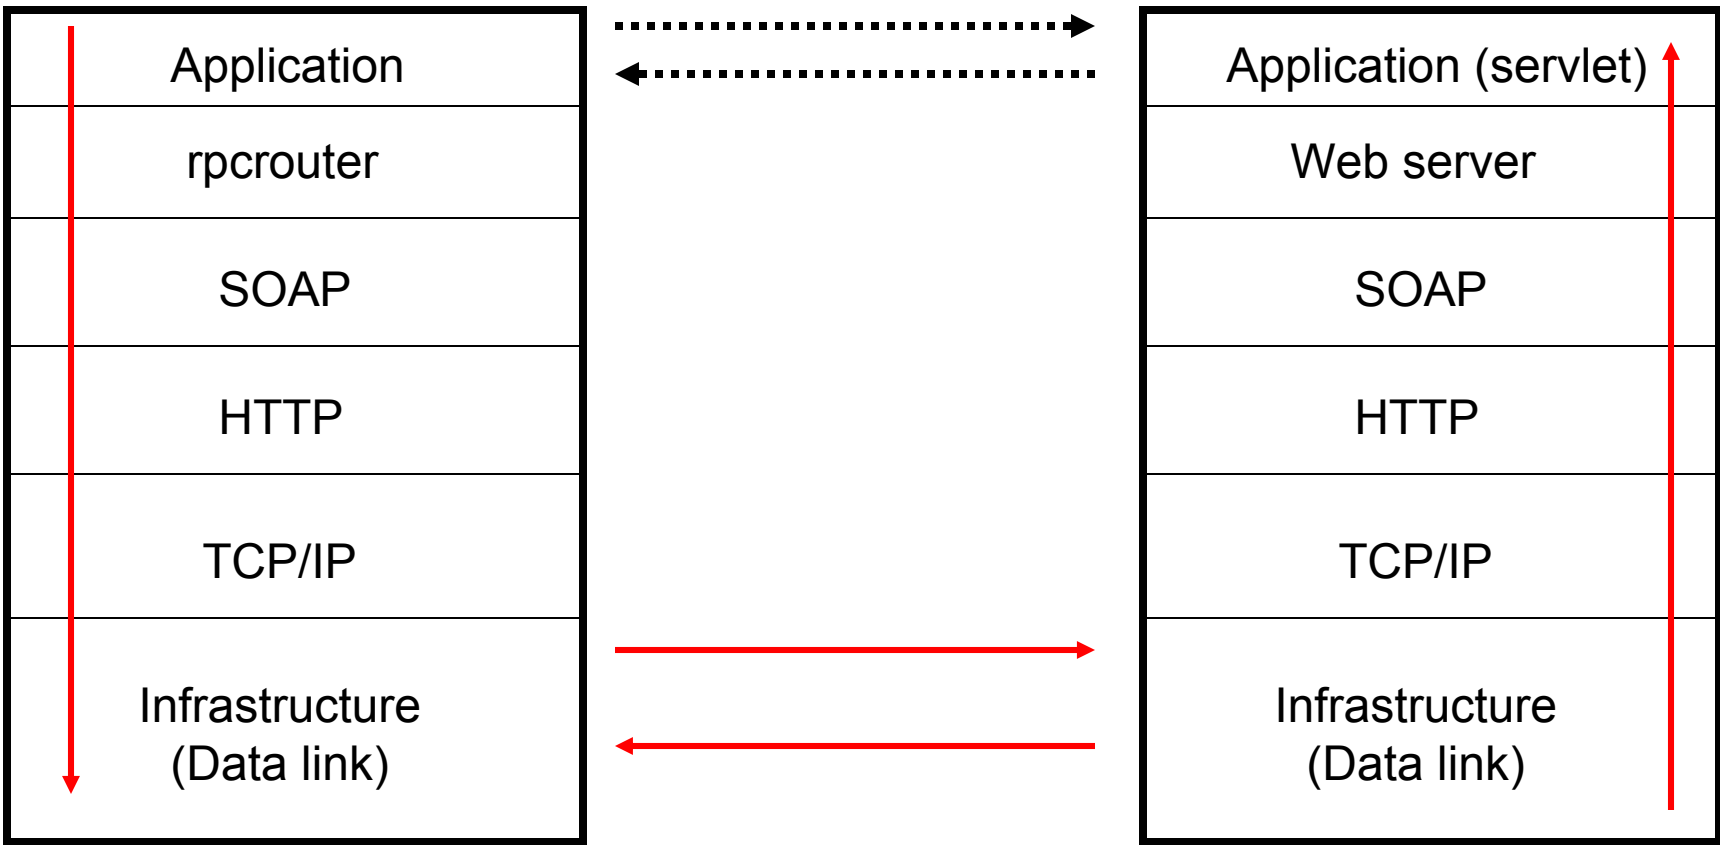 Application
rpcrouter
SOAP
HTTP
TCP/IP
Infrastructure
(Data link)
Application (servlet)
Web server
SOAP
HTTP
TCP/IP
Infrastructure
(Data link)